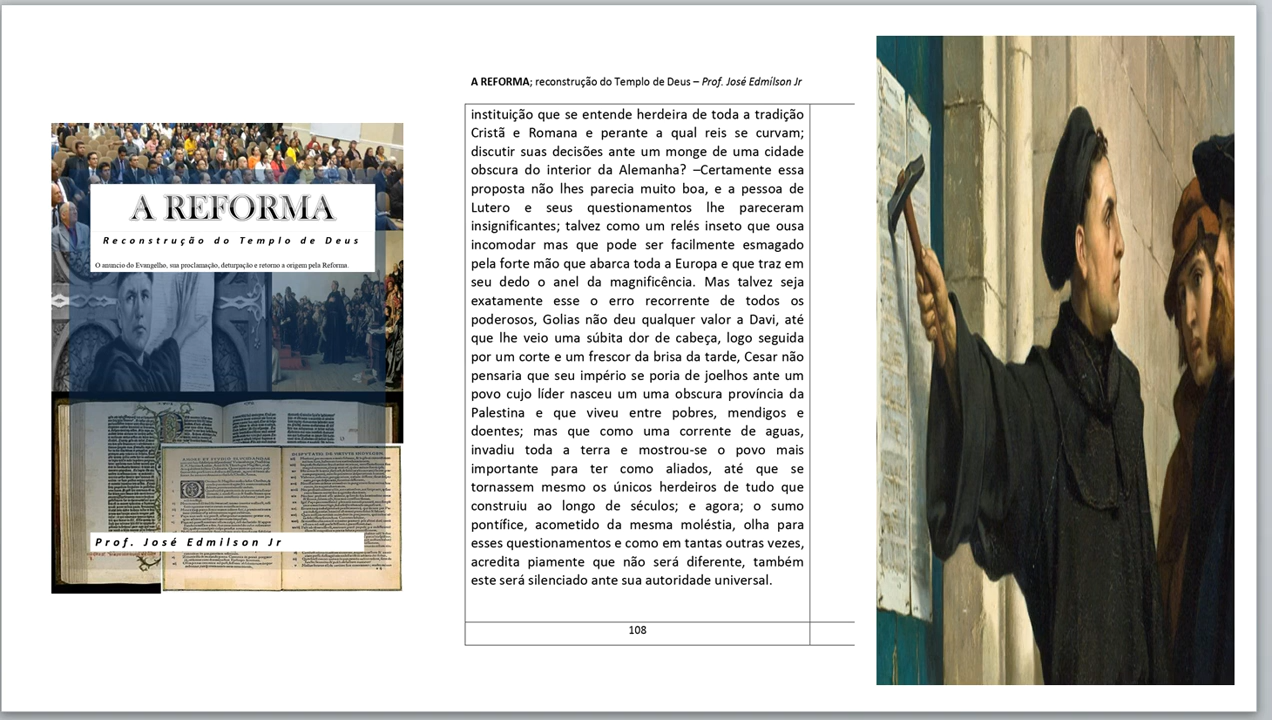 A REFORMA
Reconstrução do Templo de Deus
O anuncio do Evangelho, sua proclamação, deturpação e retorno a origem pela Reforma.
Prof. José Edmilson Jr
A REFORMA; reconstrução do Templo de Deus – Prof. José Edmilson Jr
instituição que se entende herdeira de toda a tradição
Cristã e Romana e perante a qual reis se curvam;
discutir suas decisões ante um monge de uma cidade
obscura do interior da Alemanha? –Certamente essa
proposta não lhes parecia muito boa, e a pessoa de
Lutero e seus questionamentos lhe pareceram
insignificantes; talvez como um relés inseto que ousa
incomodar mas que pode ser facilmente esmagado
pela forte mão que abarca toda a Europa e que traz em
seu dedo o anel da magnificência. Mas talvez seja
exatamente esse o erro recorrente de todos os
poderosos, Golias não deu qualquer valor a Davi, até
que lhe veio uma súbita dor de cabeça, logo seguida
por um corte e um frescor da brisa da tarde, Cesar não
pensaria que seu império se poria de joelhos ante um
povo cujo líder nasceu um uma obscura província da
Palestina e que viveu entre pobres, mendigos e
doentes; mas que como uma corrente de aguas,
invadiu toda a terra e mostrou-se o povo mais
importante para ter como aliados, até que se
tornassem mesmo os únicos herdeiros de tudo que
construiu ao longo de séculos; e agora; o sumo
pontífice, acometido da mesma moléstia, olha para
esses questionamentos e como em tantas outras vezes,
acredita piamente que não será diferente, também
este será silenciado ante sua autoridade universal.
108